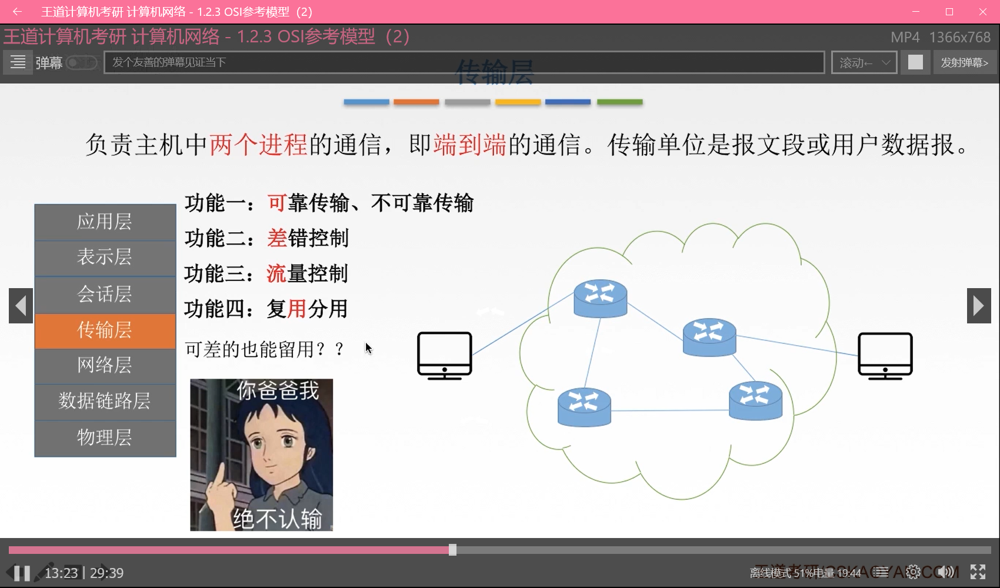 王道计算机考研 计算机网络 - 1.2.3 OSI参考模型（2）
王道计算机考研 计算机网络 - 1.2.3 OSI参考模型（2）
MP4 1366x768
弹幕
发个友善的弹幕见证当下
滚动←
发射弹幕>
传输层
负责主机中两个进程的通信，即端到端的通信。传输单位是报文段或用户数据报。
功能一：可靠传输、不可靠传输
功能二：差错控制
功能三：流量控制
功能四：复用分用
可差的也能留用？？
应用层
表示层
会话层
传输层
网络层
数据链路层
物理层
你爸爸我
绝不认输
13:23 | 29:39
离线模式 51%电量 19:44
王道考研/CSKAOYAN.COM